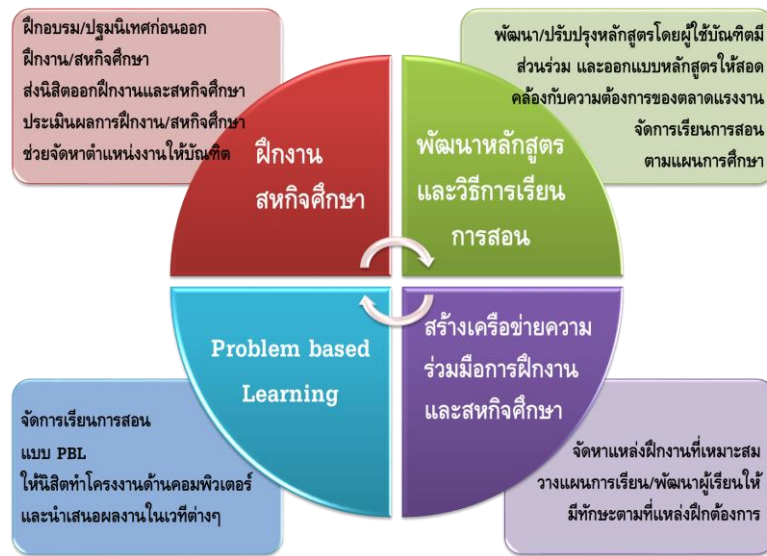 ฝึกอบรม/ปฐมนิเทศก่อนออก
ฝึกงาน/สหกิจศึกษา
ส่งนิสิตออกฝึกงานและสหกิจศึกษา
ประเมินผลการฝึกงาน/สหกิจศึกษา
ช่วยจัดหาตำแหน่งงานให้บัณฑิต
ฝึกงาน
สหกิจศึกษา
พัฒนา/ปรับปรุงหลักสูตรโดยผู้ใช้บัณฑิตมี
ส่วนร่วม และออกแบบหลักสูตรให้สอด
คล้องกับความต้องการของตลาดแรงงาน
จัดการเรียนการสอน
ตามแผนการศึกษา
พัฒนาหลักสูตร
และวิธีการเรียน
การสอน
Problem based
Learning
จัดการเรียนการสอน
แบบ PBL
ให้นิสิตทำโครงงานด้านคอมพิวเตอร์
และนำเสนอผลงานในเวทีต่างๆ
สร้างเครือข่ายความ
ร่วมมือการฝึกงาน
และสหกิจศึกษา
จัดหาแหล่งฝึกงานที่เหมาะสม
วางแผนการเรียน/พัฒนาผู้เรียนให้
มีทักษะตามที่แหล่งฝึกต้องการ